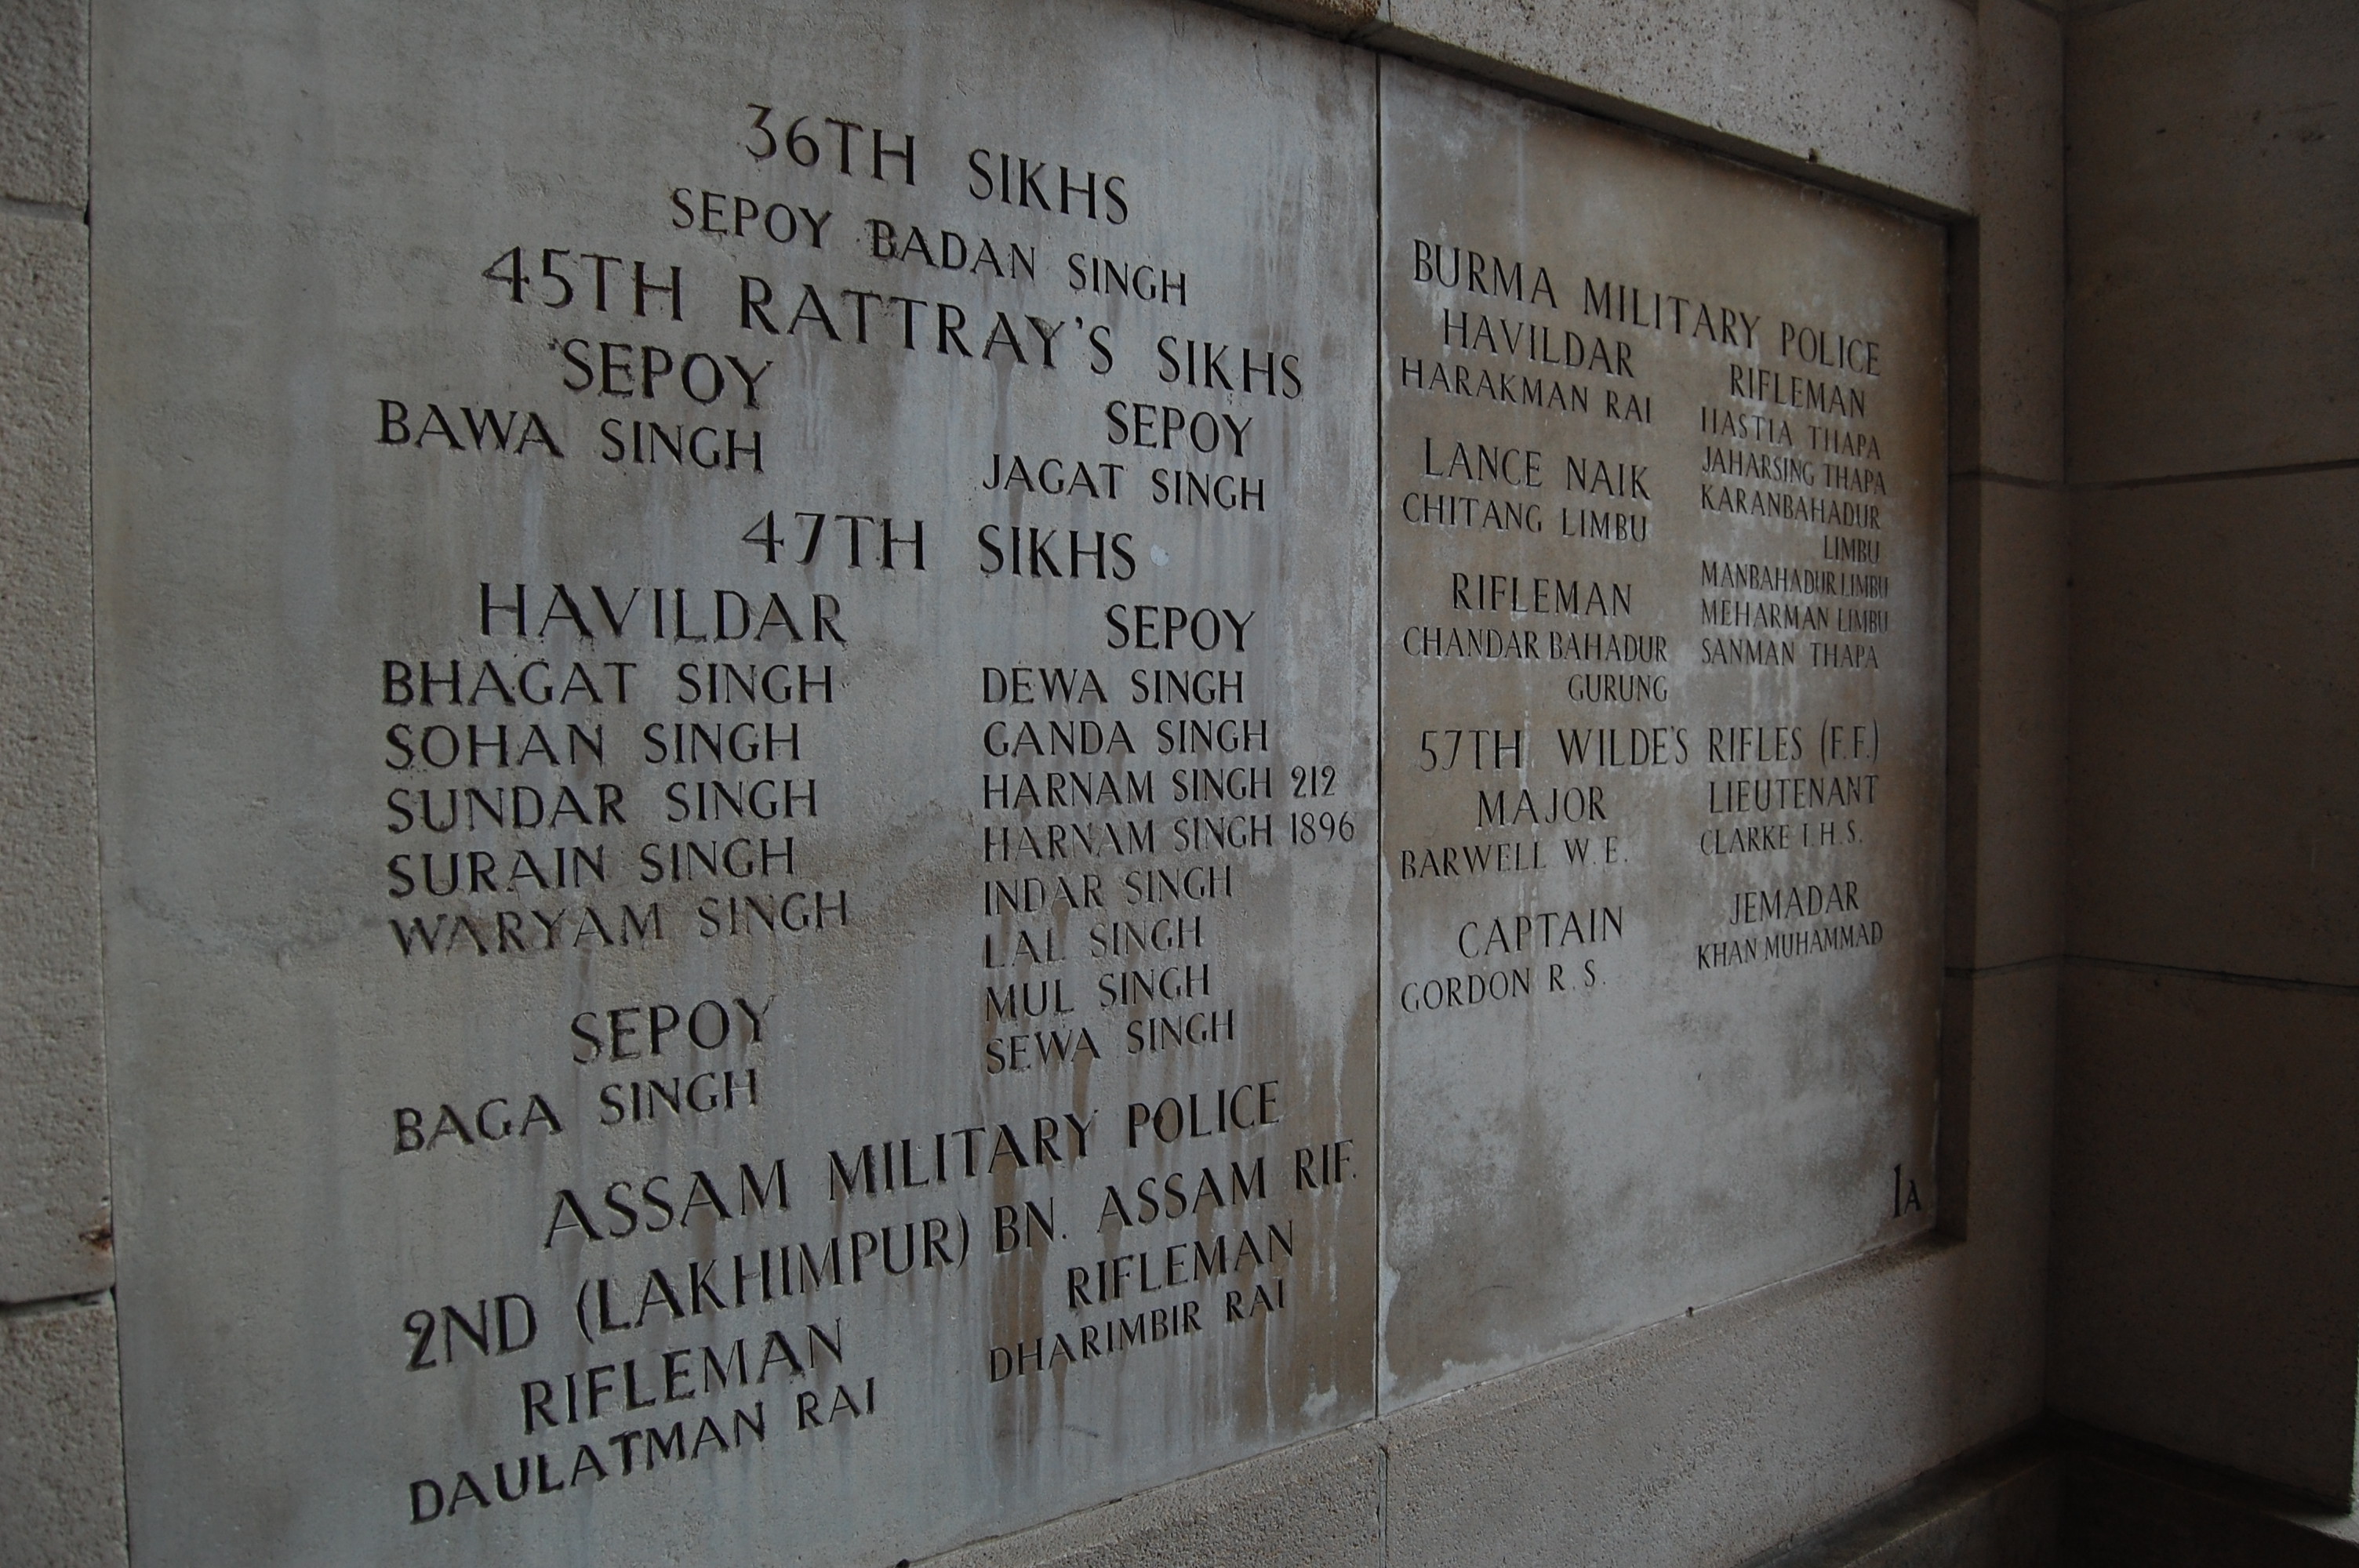 36TH SIKHS
SEPOY BADAN SINGH
45TH RATTRAY'S SIKHS
SEPOY
BAWA SINGH
SEPOY
JAGAT SINGH
47TH SIKHS
HAVILDAR
BHAGAT SINGH
SOHAN SINGH
SUNDAR SINGH
SURAIN SINGH
WARYAM SINGH
SEPOY
BAGA SINGH
SEPOY
DEWA SINGH
GANDA SINGH
HARNAM SINGH 212
HARNAM SINGH 1896
INDAR SINGH
LAL SINGH
MUL SINGH
SEWA SINGH
ASSAM MILITARY POLICE
2ND (LAKHIMPUR) BN. ASSAM RIF.
RIFLEMAN
DAULATMAN RAI
RIFLEMAN
DHARIMBIR RAI
BURMA MILITARY POLICE
HAVILDAR
HARAKMAN RAI
LANCE NAIK
CHITANG LIMBU
RIFLEMAN
CHANDAR BAHADUR
GURUNG
RIFLEMAN
HASTIA THAPA
JAHARSING THAPA
KARANBAHADUR
LIMBU
MANBAHADUR LIMBU
MEHARMAN LIMBU
SANMAN THAPA
57TH WILDE'S RIFLES (F.F.)
MAJOR
BARWELL W. E.
CAPTAIN
GORDON R. S.
LIEUTENANT
CLARKE I. H. S.
JEMADAR
KHAN MUHAMMAD
1A